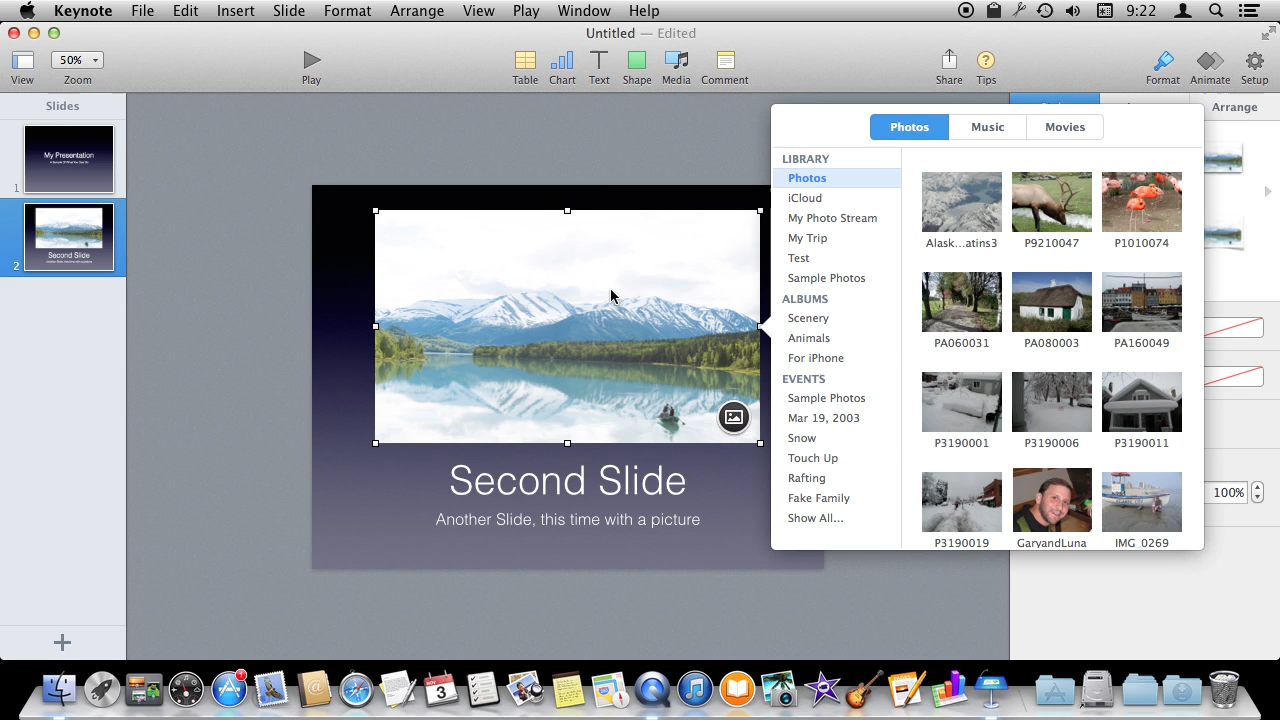 Keynote File Edit Insert Slide Format Arrange View Play Window Help 9:22
Untitled — Edited
50%
View Zoom Play Table Chart Text Shape Media Comment Share Tips Format Animate Setup
Slides
Arrange
My Presentation
1
Second Slide
2
Second Slide
Another Slide, this time with a picture
Photos Music Movies
LIBRARY
Photos
iCloud
My Photo Stream
My Trip
Test
Sample Photos
ALBUMS
Scenery
Animals
For iPhone
EVENTS
Sample Photos
Mar 19, 2003
Snow
Touch Up
Rafting
Fake Family
Show All...
Alask...atins3 P9210047 P1010074
PA060031 PA080003 PA160049
P3190001 P3190006 P3190011
P3190019 GaryandLuna IMG_0269
100%
NOV
3
1